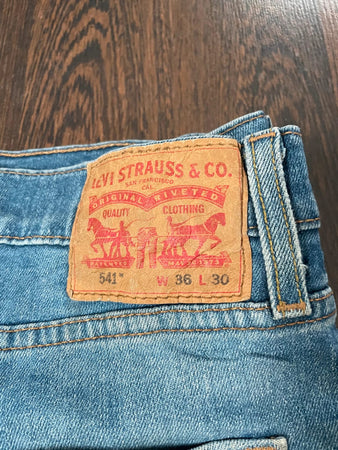 LEVI STRAUSS & CO.
SAN FRANCISCO
CAL.
ORIGINAL RIVETED
QUALITY CLOTHING
541™ W 36 L 30